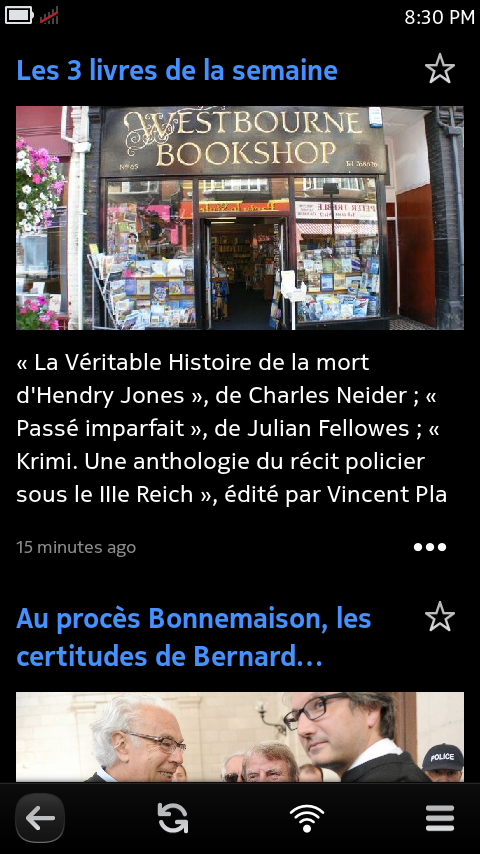 8:30 PM
Les 3 livres de la semaine
WESTBOURNE
BOOKSHOP
« La Véritable Histoire de la mort
d'Hendry Jones », de Charles Neider ; «
Passé imparfait », de Julian Fellowes ; «
Krimi. Une anthologie du récit policier
sous le IIIe Reich », édité par Vincent Pla
15 minutes ago
Au procès Bonnemaison, les
certitudes de Bernard...
POLICE